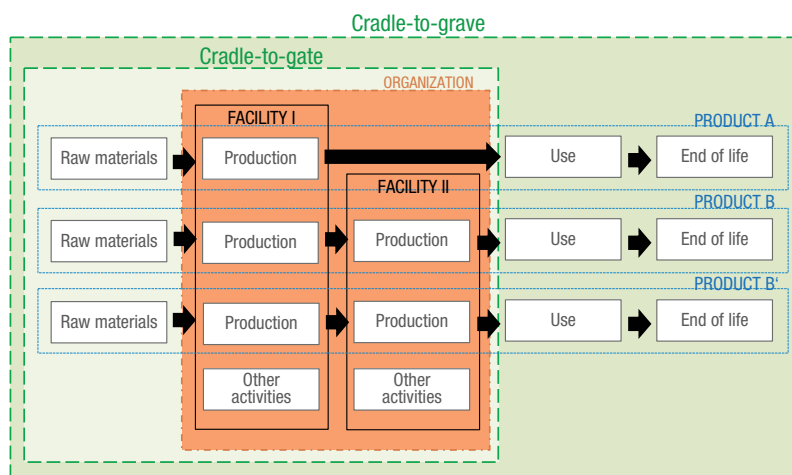 Cradle-to-grave
Cradle-to-gate
ORGANIZATION
FACILITY I
PRODUCT A
Raw materials
Production
Use
End of life
FACILITY II
PRODUCT B
Raw materials
Production
Production
Use
End of life
PRODUCT B‘
Raw materials
Production
Production
Use
End of life
Other
activities
Other
activities